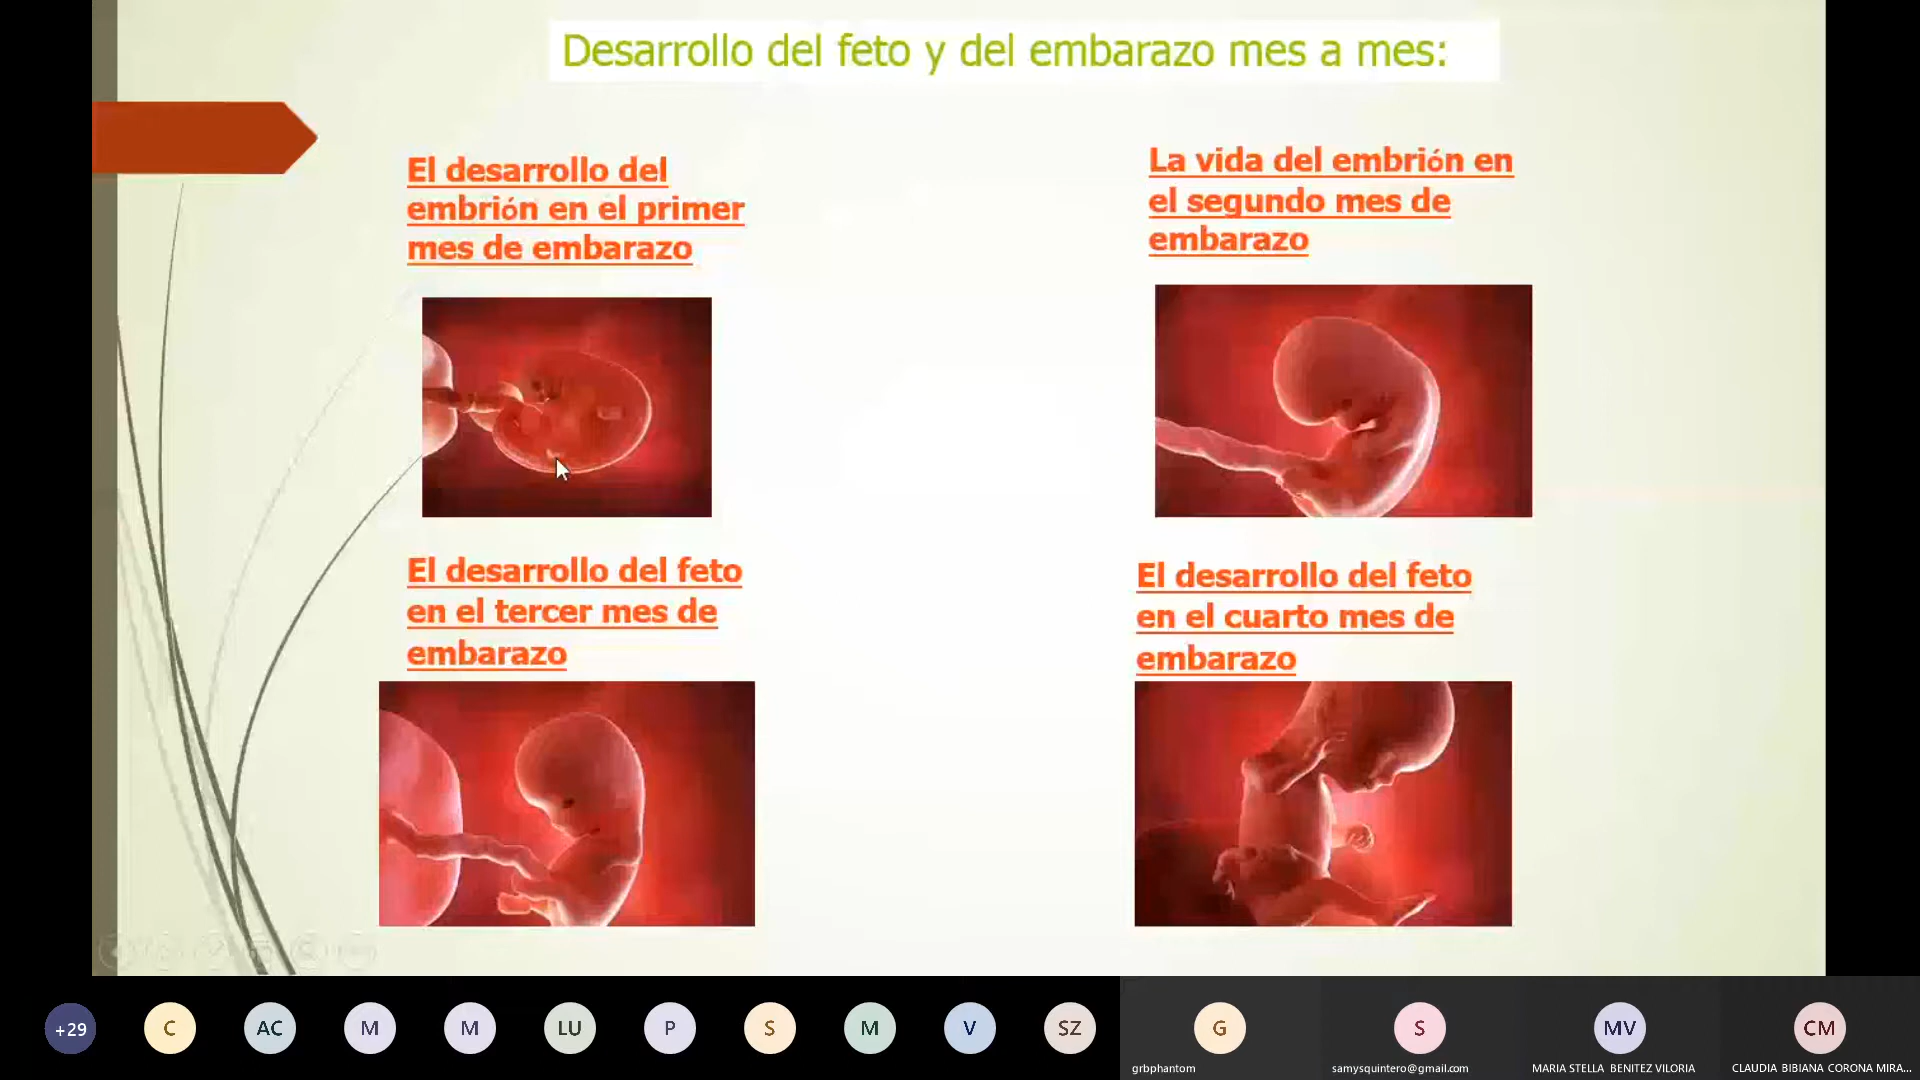 Desarrollo del feto y del embarazo mes a mes:
El desarrollo del
embrión en el primer
mes de embarazo
La vida del embrión en
el segundo mes de
embarazo
El desarrollo del feto
en el tercer mes de
embarazo
El desarrollo del feto
en el cuarto mes de
embarazo
+29
C
AC
M
M
LU
P
S
M
V
SZ
G
S
MV
CM
grbphantom
samysquintero@gmail.com
MARIA STELLA BENITEZ VILORIA
CLAUDIA BIBIANA CORONA MIRA...